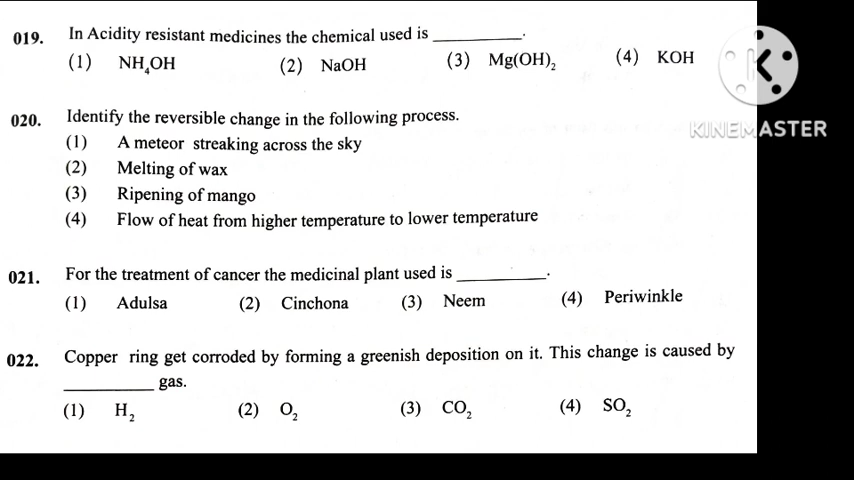 019. In Acidity resistant medicines the chemical used is __________.
(1) NH₄OH (2) NaOH (3) Mg(OH)₂ (4) KOH
020. Identify the reversible change in the following process.
(1) A meteor streaking across the sky
(2) Melting of wax
(3) Ripening of mango
(4) Flow of heat from higher temperature to lower temperature
021. For the treatment of cancer the medicinal plant used is __________.
(1) Adulsa (2) Cinchona (3) Neem (4) Periwinkle
022. Copper ring get corroded by forming a greenish deposition on it. This change is caused by
__________ gas.
(1) H₂ (2) O₂ (3) CO₂ (4) SO₂
KINEMASTER